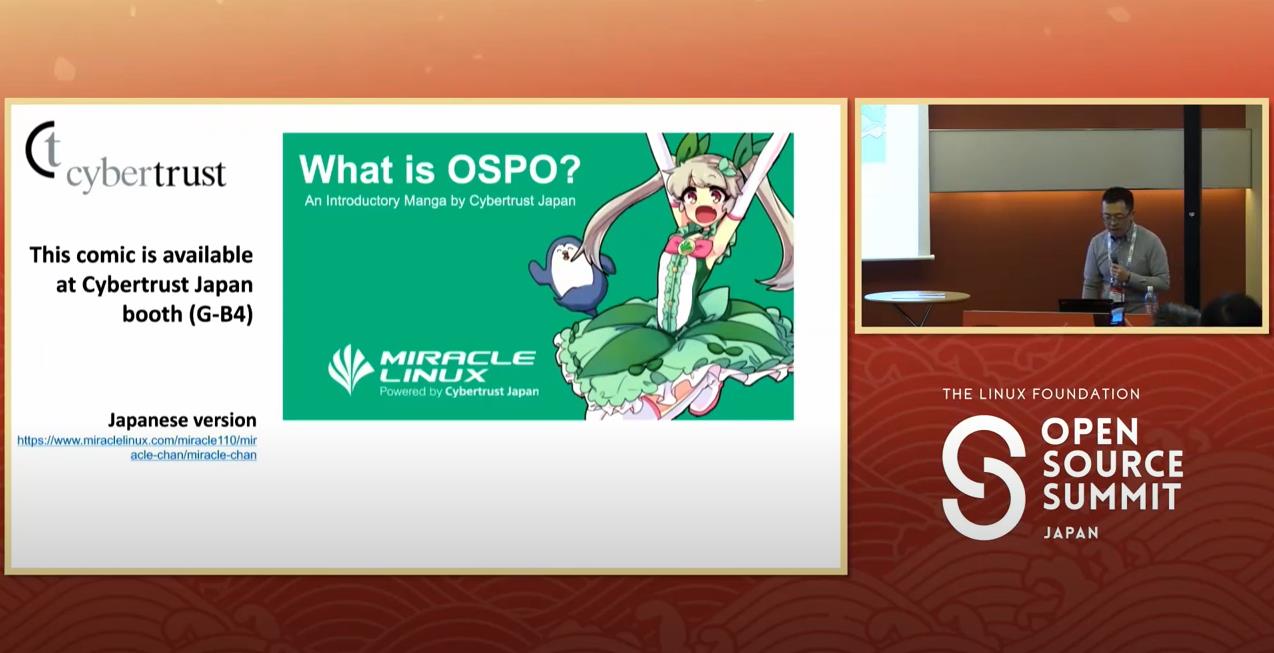 cybertrust
This comic is available
at Cybertrust Japan
booth (G-B4)
Japanese version
https://www.miraclelinux.com/miracle110/mir
acle-chan/miracle-chan
What is OSPO?
An Introductory Manga by Cybertrust Japan
MIRACLE
LINUX
Powered by Cybertrust Japan
THE LINUX FOUNDATION
OPEN
SOURCE
SUMMIT
JAPAN